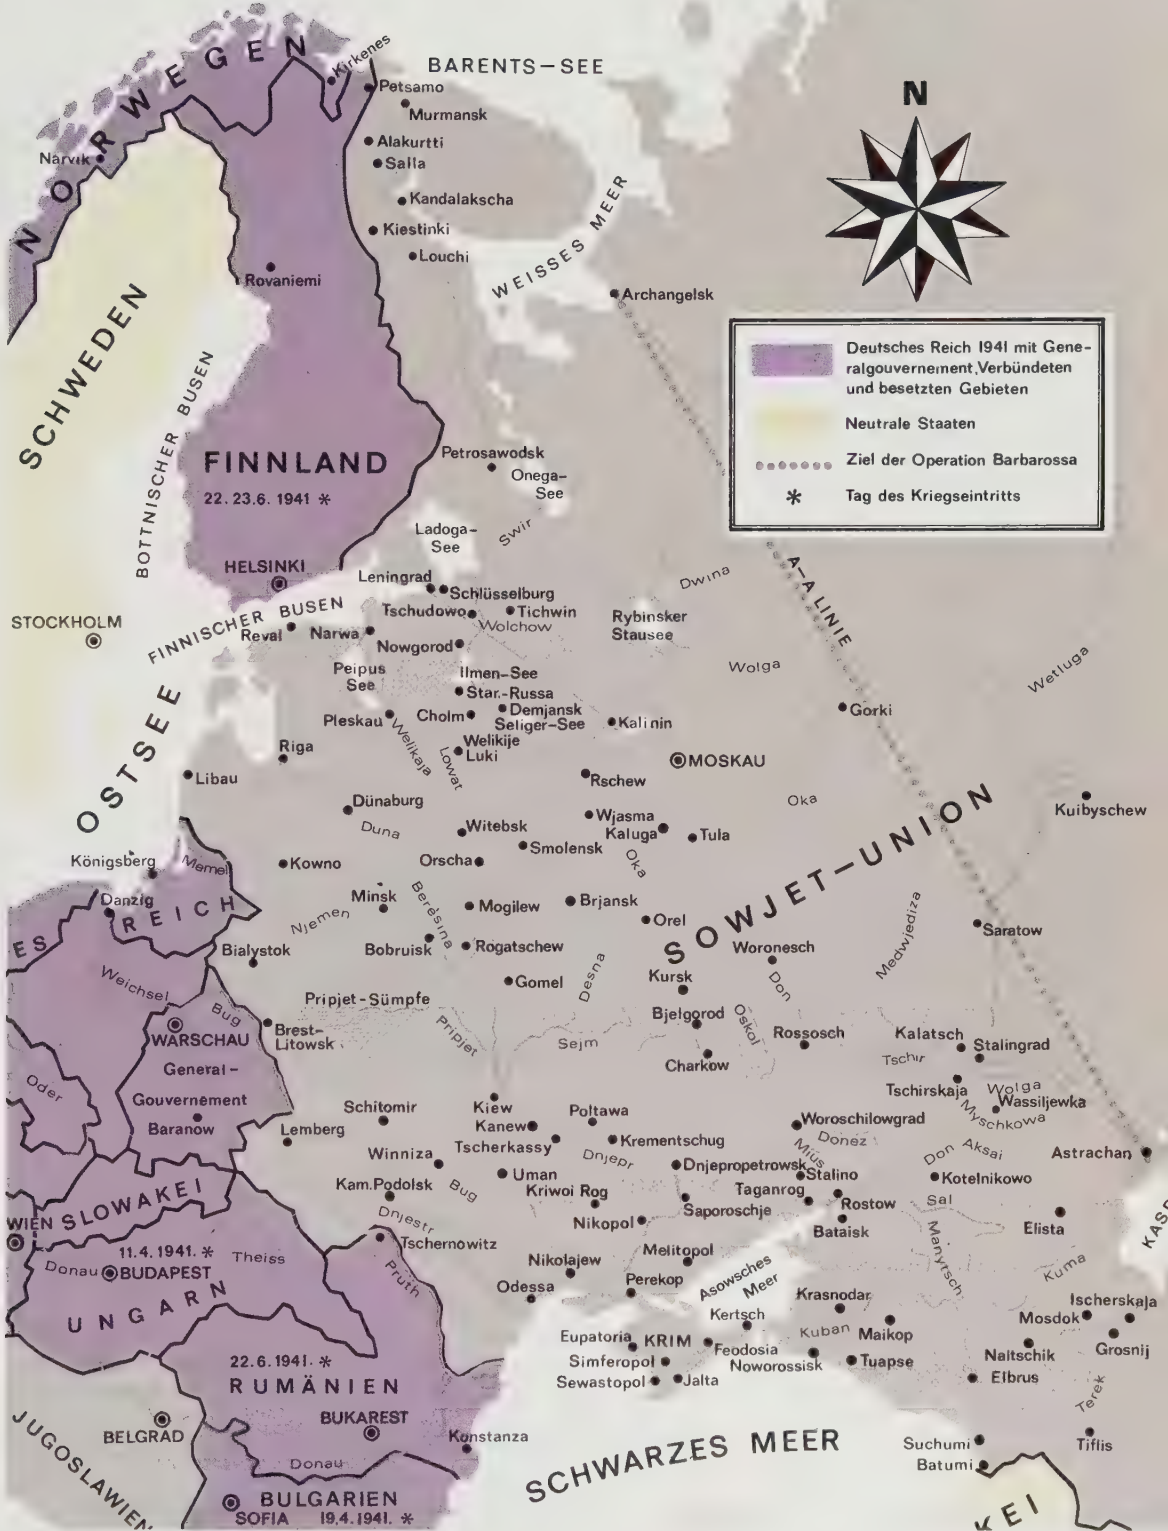 NORWEGEN
Kirkenes
BARENTS-SEE
N
Petsamo
Murmansk
Narvik
Alakurtti
Salla
Kandalakscha
Kiestinki
Louchi
WEISSES MEER
Rovaniemi
Archangelsk
SCHWEDEN
BOTTNISCHER BUSEN
Deutsches Reich 1941 mit Gene-
ralgouvernement, Verbündeten
und besetzten Gebieten
Neutrale Staaten
Ziel der Operation Barbarossa
* Tag des Kriegseintritts
FINNLAND
22.23.6. 1941 *
Petrosawodsk
Onega-
See
Ladoga-
See
Swir
HELSINKI
Leningrad
Schlüsselburg
Dwina
A-A LINIE
STOCKHOLM
FINNISCHER BUSEN
Reval
Narwa
Tschudowo
Tichwin
Wolchow
Rybinsker
Stausee
Nowgorod
Peipus
See
Ilmen-See
Star.-Russa
Wolga
Wetluga
OSTSEE
Pleskau
Cholm
Demjansk
Seliger-See
Kalinin
Gorki
Welikaja
Lowat
Welikije
Luki
Riga
MOSKAU
Libau
Rschew
Dünaburg
Duna
Witebsk
Wjasma
Kaluga
Oka
Tula
Kuibyschew
SOWJET-UNION
Königsberg
Memel
Kowno
Orscha
Smolensk
Oka
Danzig
ES REICH
Njemen
Minsk
Beresina
Mogilew
Brjansk
Orel
Medwjediza
Saratow
Bialystok
Bobruisk
Rogatschew
Woronesch
Weichsel
Bug
Gomel
Desna
Kursk
Don
Pripjet-Sümpfe
Bjelgorod
Oskol
WARSCHAU
Brest-
Litowsk
Pripjet
Sejm
Rossosch
Kalatsch
Stalingrad
Charkow
Tschir
General-
Gouvernement
Baranow
Oder
Tschirskaja
Wolga
Wassiljewka
Myschkowa
Schitomir
Kiew
Kanew
Poltawa
Woroschilowgrad
Lemberg
Tscherkassy
Krementschug
Donez
Don
Aksai
Astrachan
Winniza
Dnjepr
Dnjepropetrowsk
Mius
Stalino
Uman
Kotelnikowo
Kam.Podolsk
Bug
Kriwoi Rog
Taganrog
Rostow
Sal
Saporoschje
SLOWAKEI
WIEN
Dnjestr
Nikopol
Bataisk
Elista
KASP
Tschernowitz
Manytsch
11.4.1941. *
Theiss
Donau
BUDAPEST
Nikolajew
Melitopol
Kuma
UNGARN
Pruth
Odessa
Perekop
Asowsches
Meer
Krasnodar
Ischerskaja
Kertsch
Mosdok
Eupatoria
KRIM
Feodosia
Kuban
Maikop
Grosnij
22.6.1941. *
RUMÄNIEN
Simferopol
Noworossisk
Tuapse
Naltschik
Sewastopol
Jalta
Elbrus
Terek
JUGOSLAWIEN
BELGRAD
BUKAREST
Konstanza
SCHWARZES MEER
Suchumi
Tiflis
Donau
Batumi
BULGARIEN
SOFIA 19.4.1941. *
KEI